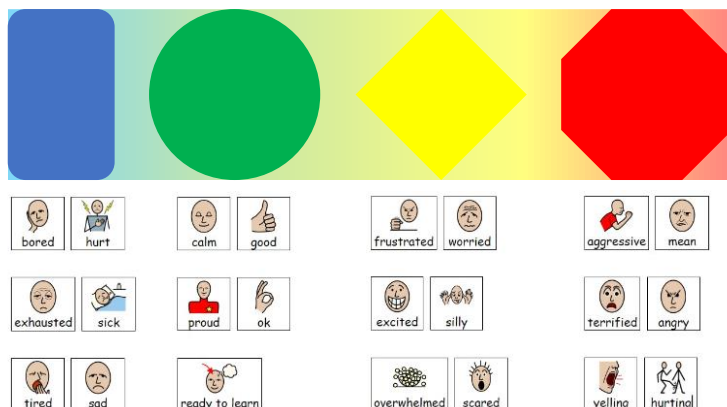 bored hurt calm good frustrated worried aggressive mean
exhausted sick proud ok excited silly terrified angry
tired sad ready to learn overwhelmed scared yelling